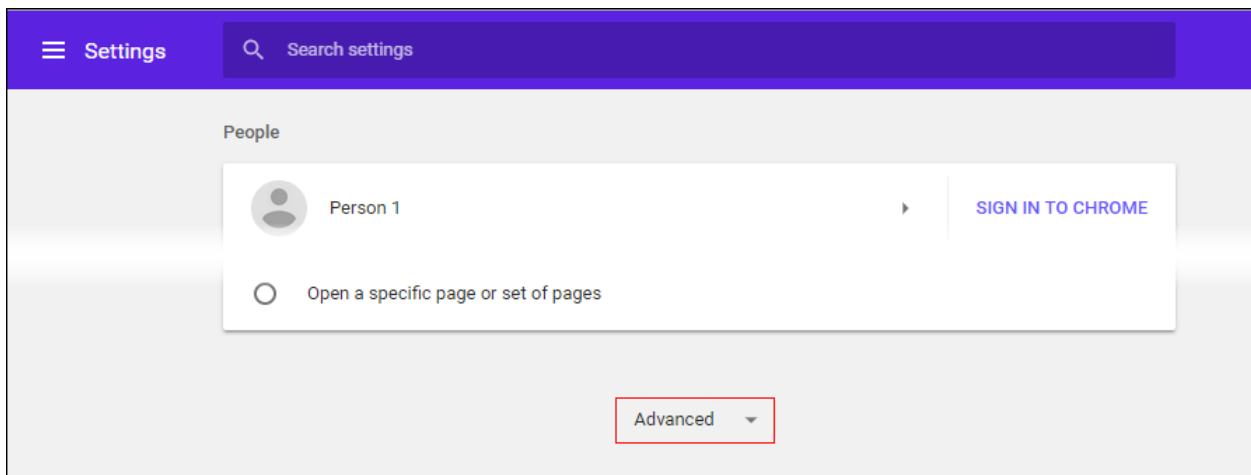 Settings
Search settings
People
Person 1
SIGN IN TO CHROME
Open a specific page or set of pages
Advanced